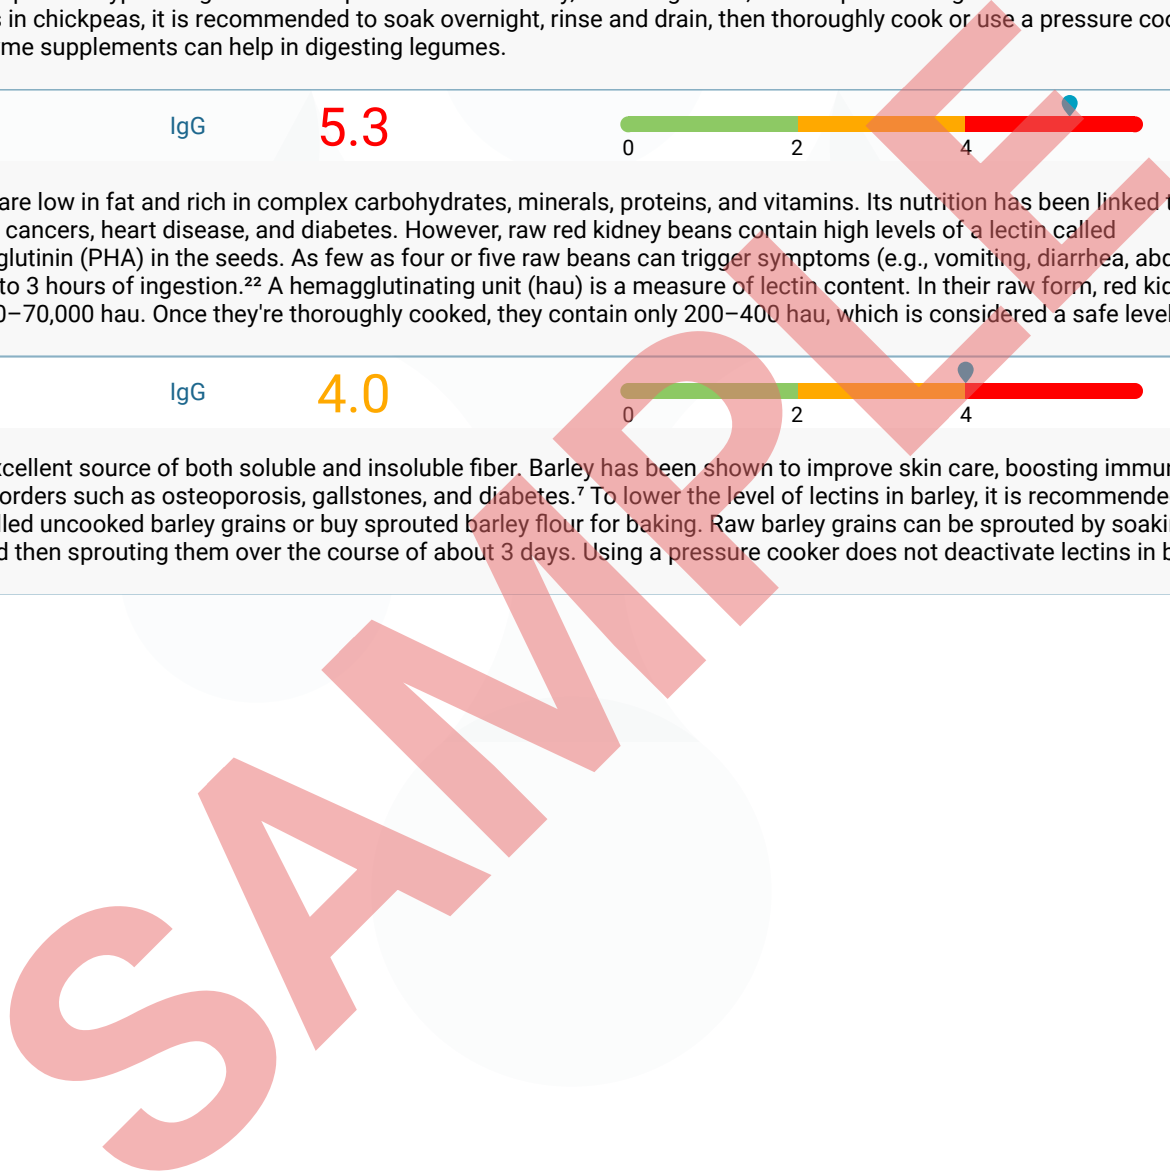 s in chickpeas, it is recommended to soak overnight, rinse and drain, then thoroughly cook or use a pressure coo
me supplements can help in digesting legumes.
IgG 5.3
0 2 4
are low in fat and rich in complex carbohydrates, minerals, proteins, and vitamins. Its nutrition has been linked t
cancers, heart disease, and diabetes. However, raw red kidney beans contain high levels of a lectin called
glutinin (PHA) in the seeds. As few as four or five raw beans can trigger symptoms (e.g., vomiting, diarrhea, abd
to 3 hours of ingestion.²² A hemagglutinating unit (hau) is a measure of lectin content. In their raw form, red kid
0–70,000 hau. Once they're thoroughly cooked, they contain only 200–400 hau, which is considered a safe level
IgG 4.0
0 2 4
xcellent source of both soluble and insoluble fiber. Barley has been shown to improve skin care, boosting immun
orders such as osteoporosis, gallstones, and diabetes.⁷ To lower the level of lectins in barley, it is recommende
lled uncooked barley grains or buy sprouted barley flour for baking. Raw barley grains can be sprouted by soakin
d then sprouting them over the course of about 3 days. Using a pressure cooker does not deactivate lectins in b
SAMPLE